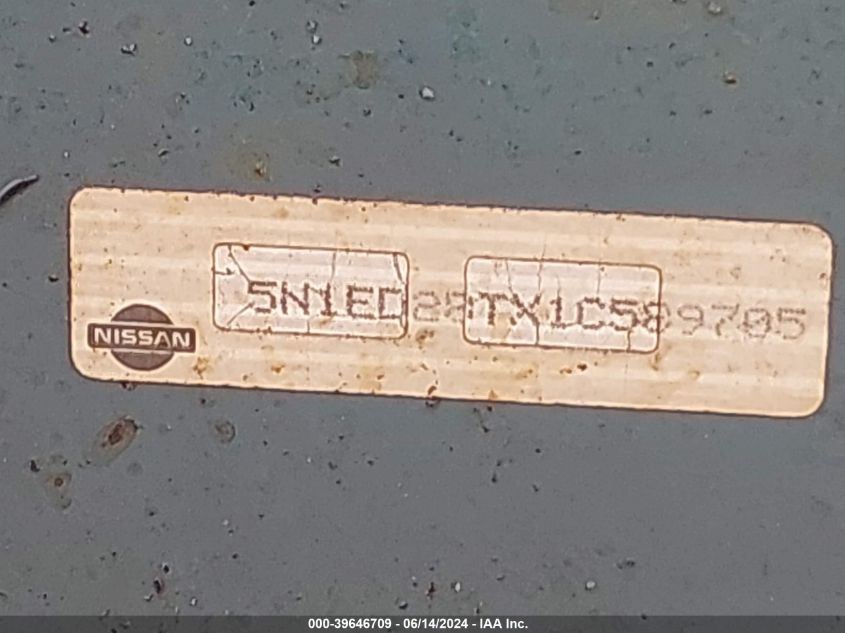 NISSAN
5N1ED28TX1C589705
000-39646709 - 06/14/2024 - IAA Inc.